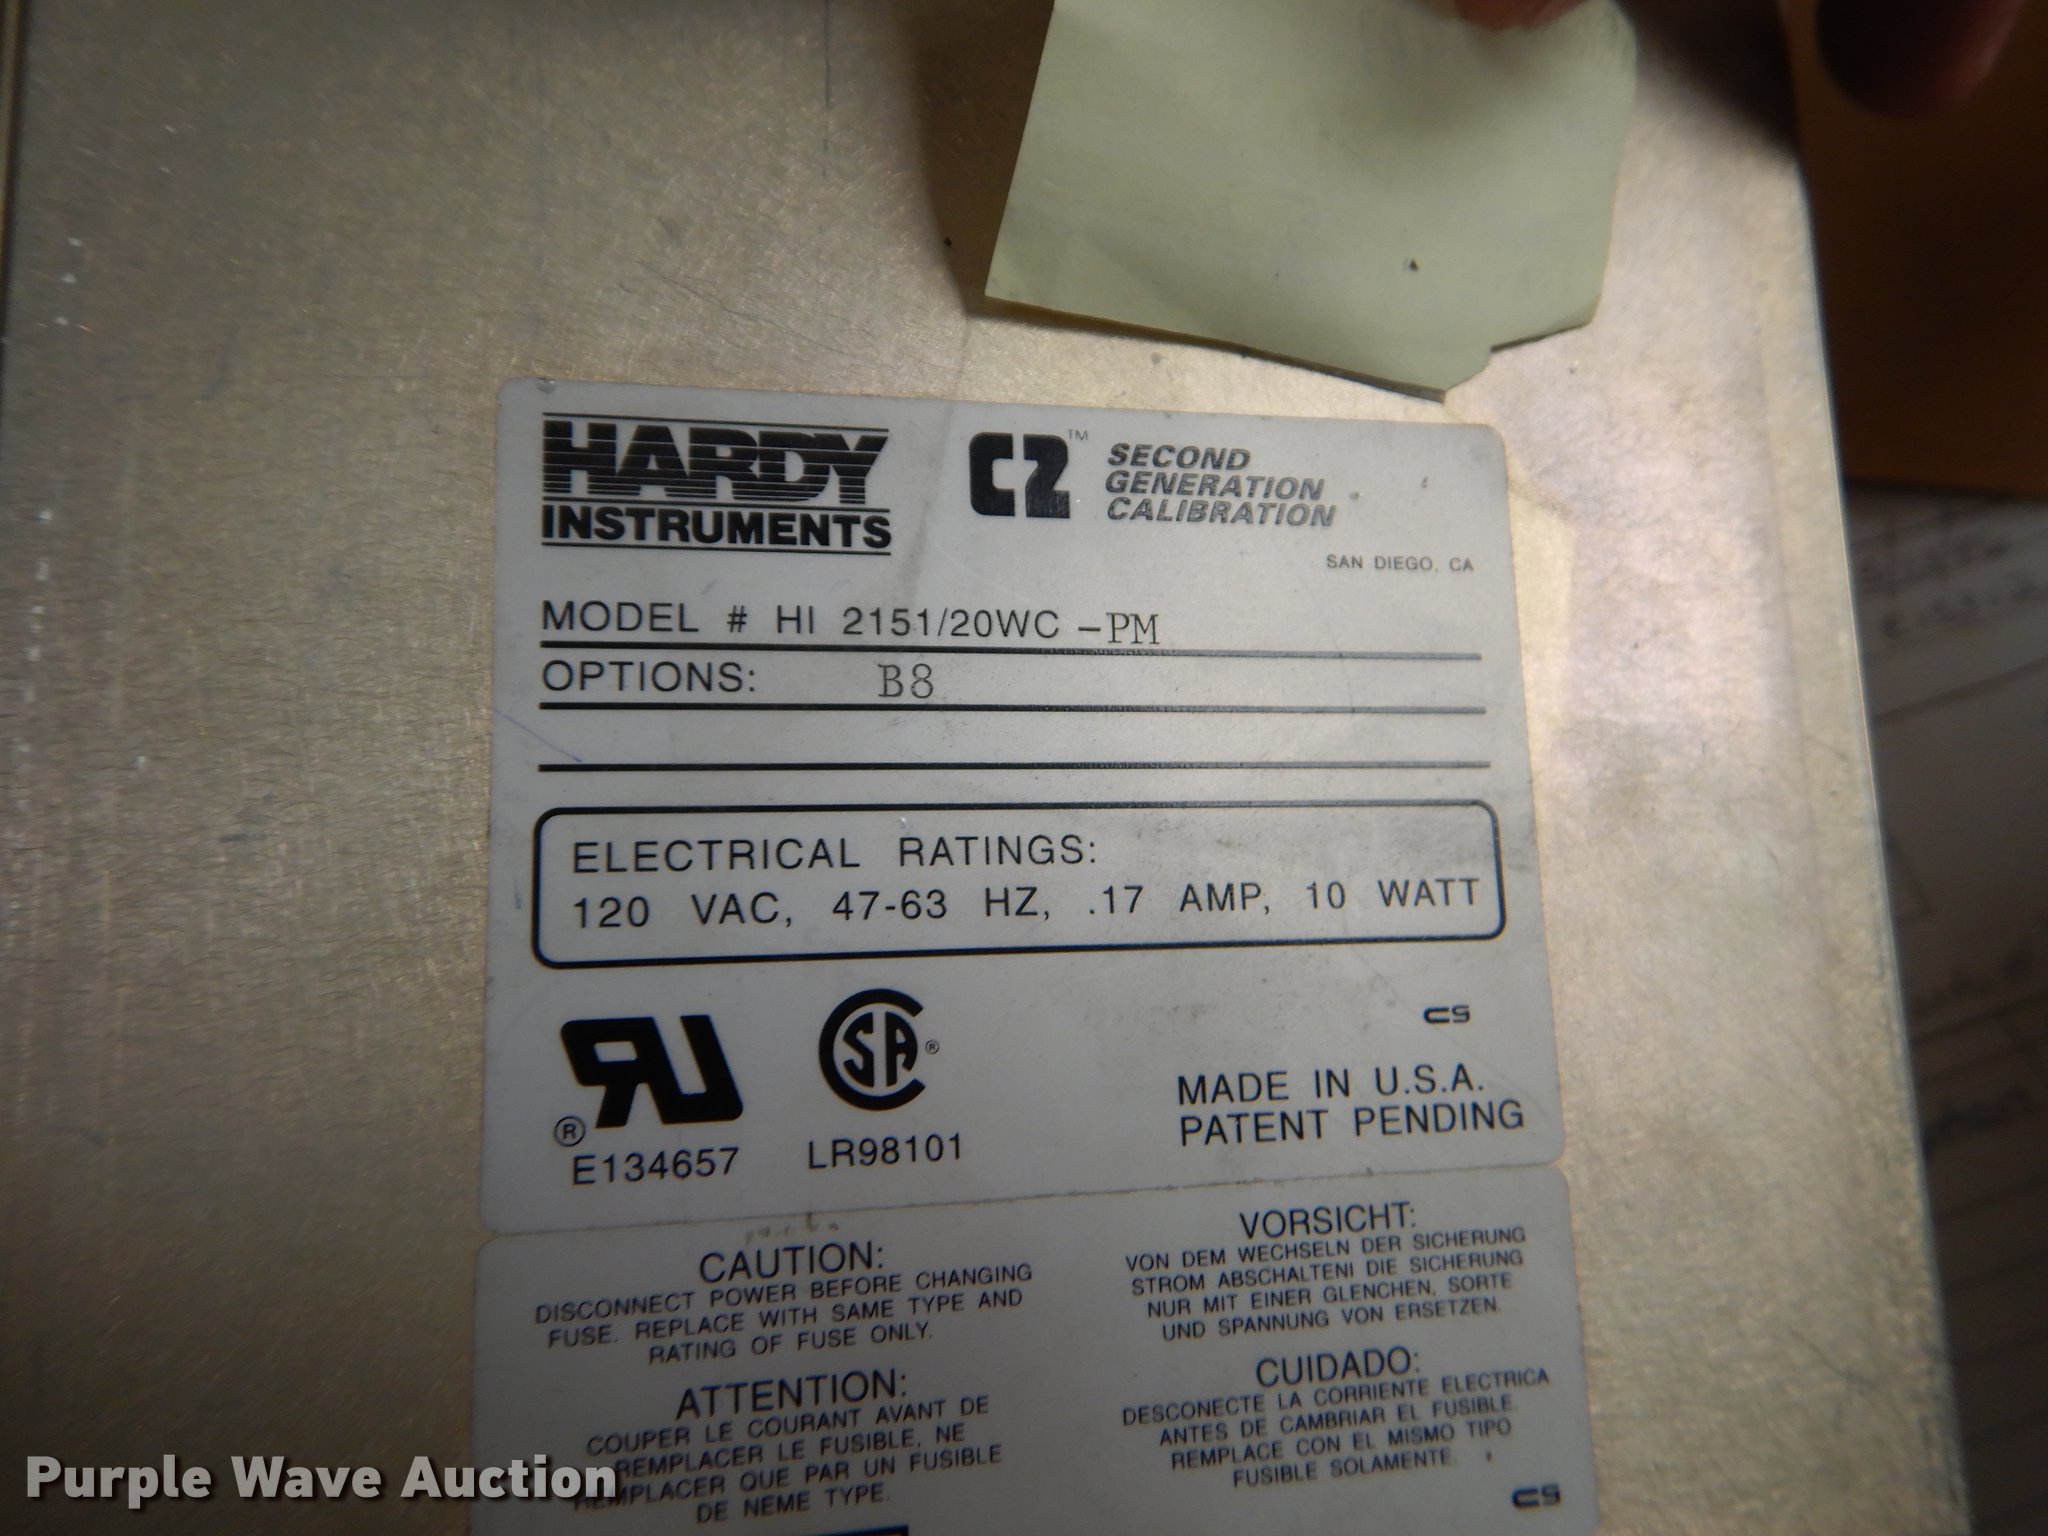 HARDY
INSTRUMENTS
C2™
SECOND
GENERATION
CALIBRATION
SAN DIEGO, CA
MODEL # HI 2151/20WC -PM
OPTIONS: B8
ELECTRICAL RATINGS:
120 VAC, 47-63 HZ, .17 AMP, 10 WATT
E134657
LR98101
MADE IN U.S.A.
PATENT PENDING
CAUTION:
DISCONNECT POWER BEFORE CHANGING
FUSE. REPLACE WITH SAME TYPE AND
RATING OF FUSE ONLY.
ATTENTION:
COUPER LE COURANT AVANT DE
REMPLACER LE FUSIBLE, NE
REMPLACER QUE PAR UN FUSIBLE
DE NEME TYPE.
VORSICHT:
VON DEM WECHSELN DER SICHERUNG
STROM ABSCHALTENI DIE SICHERUNG
NUR MIT EINER GLENCHEN, SORTE
UND SPANNUNG VON ERSETZEN.
CUIDADO:
DESCONECTE LA CORRIENTE ELECTRICA
ANTES DE CAMBRIAR EL FUSIBLE
REMPLACE CON EL MISMO TIPO
FUSIBLE SOLAMENTE.
Purple Wave Auction